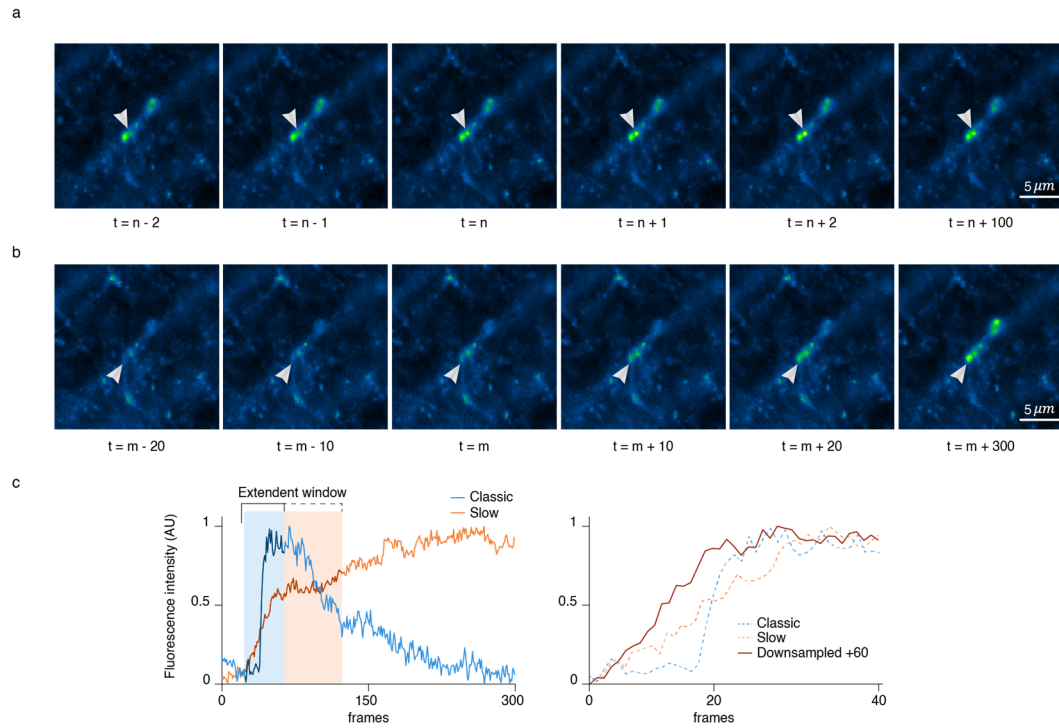 a
5 μm
t = n - 2
t = n - 1
t = n
t = n + 1
t = n + 2
t = n + 100
b
5 μm
t = m - 20
t = m - 10
t = m
t = m + 10
t = m + 20
t = m + 300
c
Extendent window
Classic
Slow
Fluorescence intensity (AU)
1
0.5
0
0
150
300
frames
1
0.5
0
Classic
Slow
Downsampled +60
0
20
40
frames